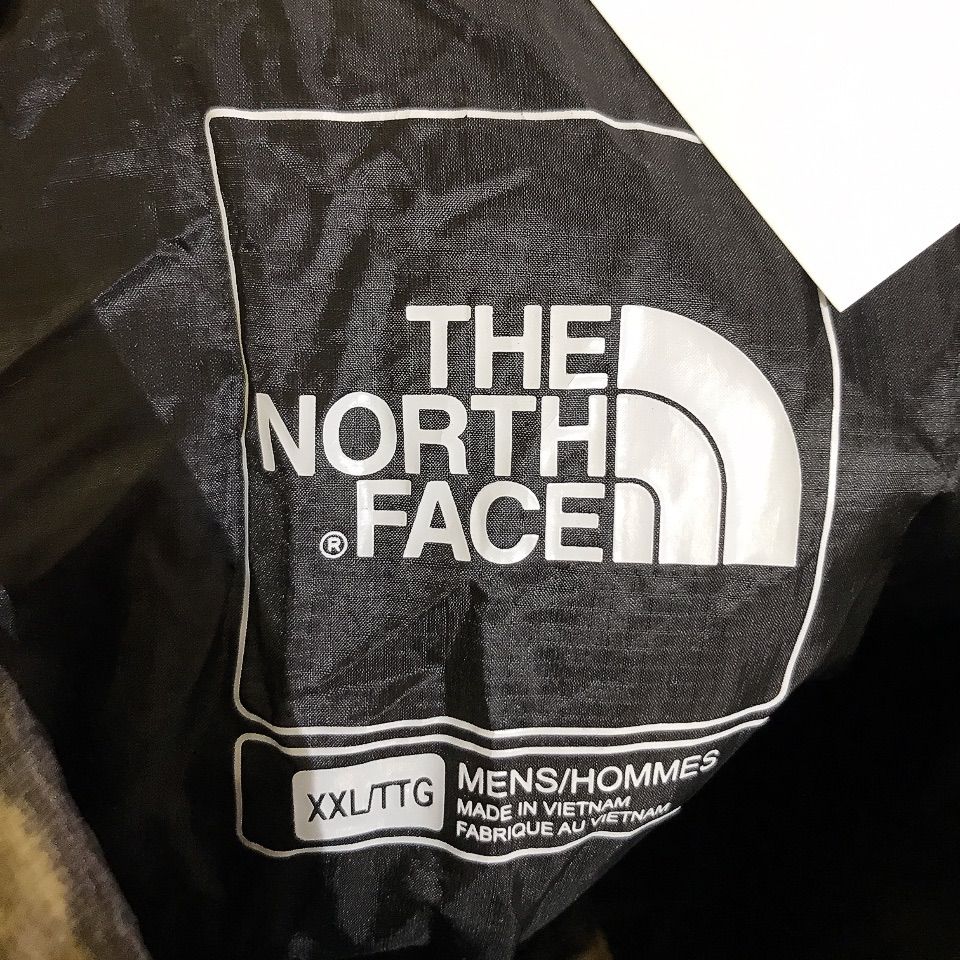 THE
NORTH
® FACE
XXL/TTG
MENS/HOMMES
MADE IN VIETNAM
FABRIQUE AU VIETNAM